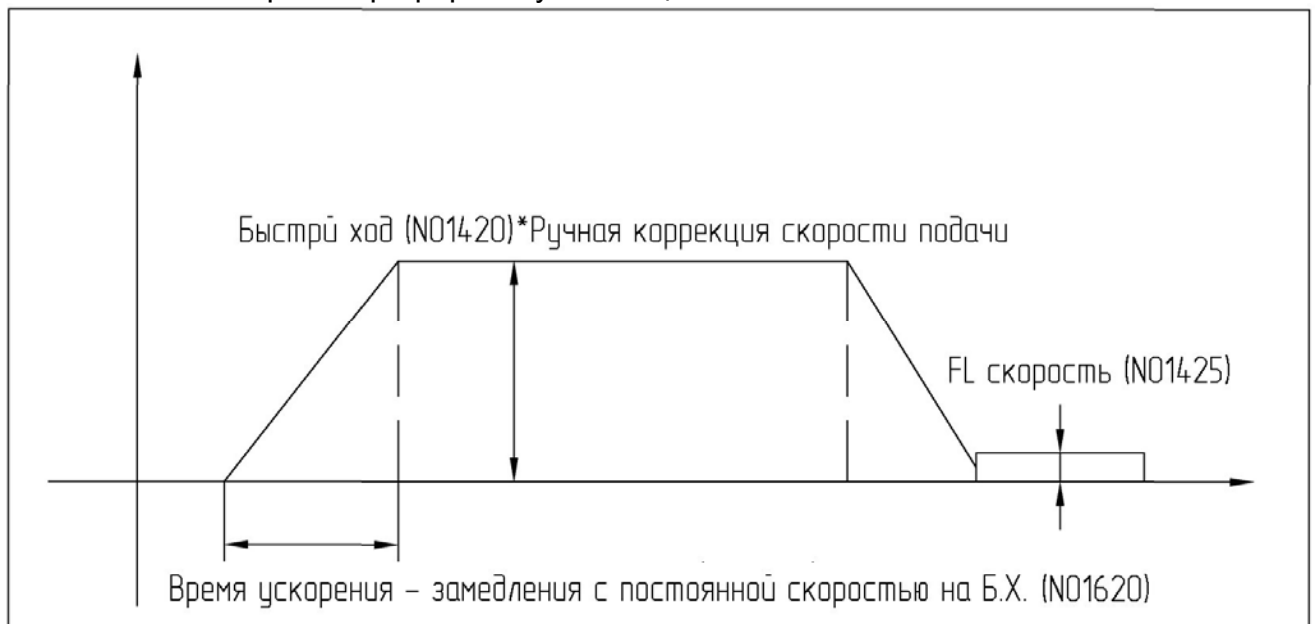 Быстрй ход (N01420)*Ручная коррекция скорости подачи
FL скорость (N01425)
Время ускорения - замедления с постоянной скоростью на Б.Х. (N01620)